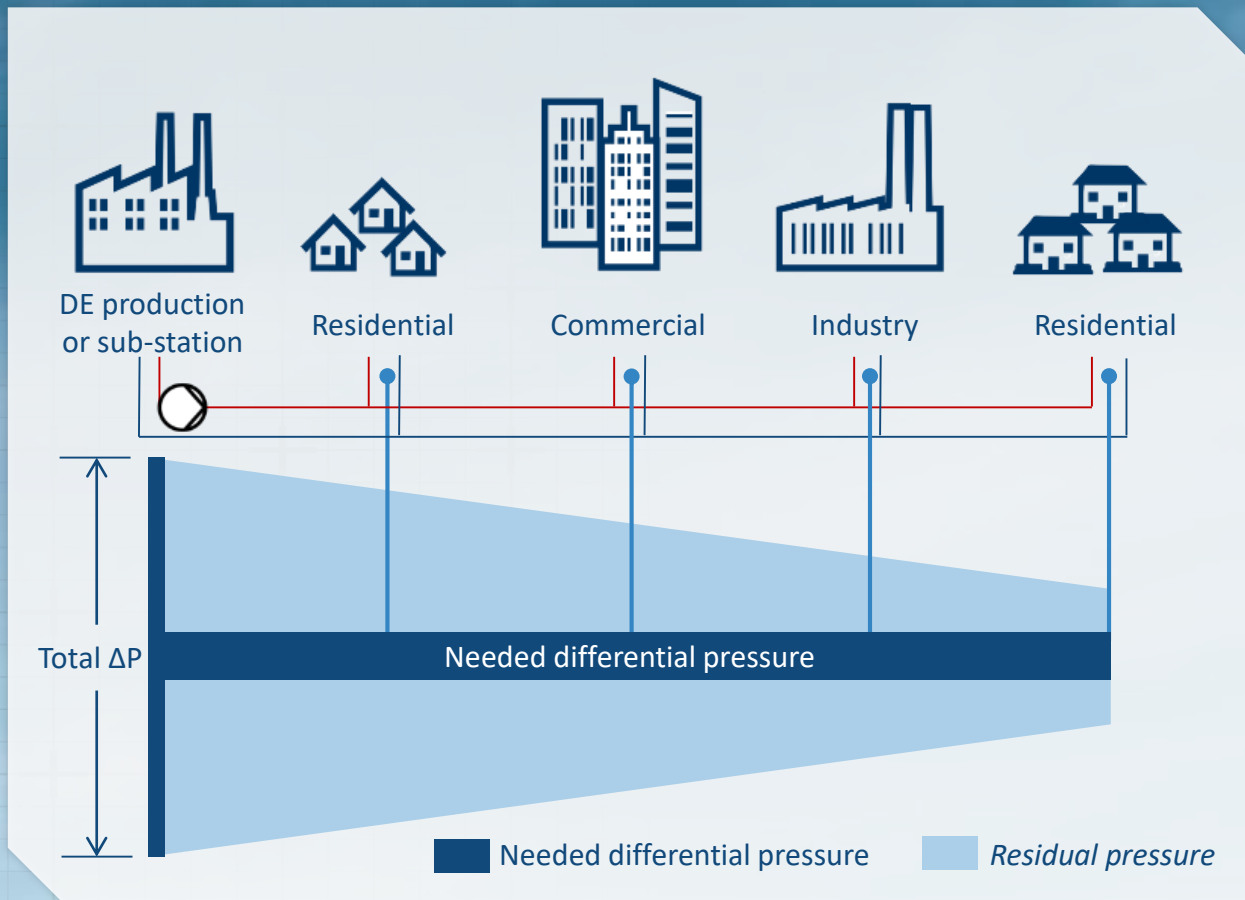 DE production
or sub-station
Residential
Commercial
Industry
Residential
Total ΔP
Needed differential pressure
Needed differential pressure
Residual pressure